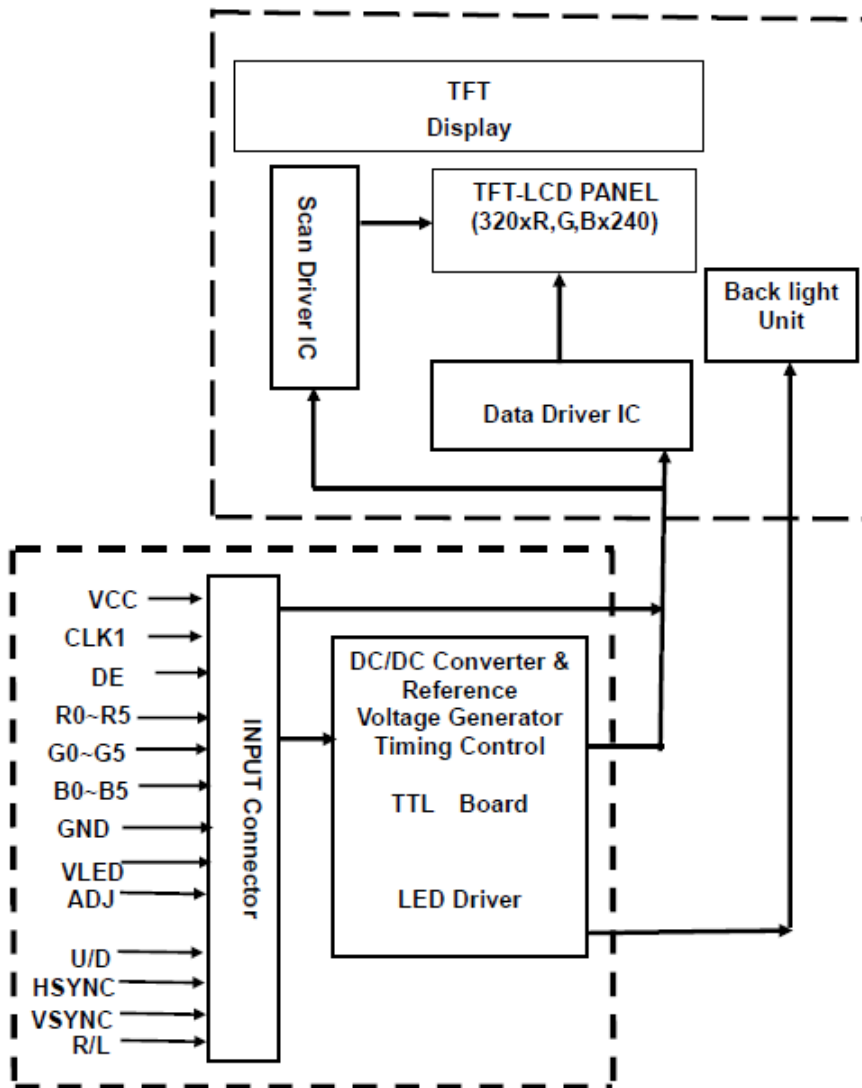 TFT
Display
Scan Driver IC
TFT-LCD PANEL
(320xR,G,Bx240)
Back light
Unit
Data Driver IC
VCC
CLK1
DE
R0~R5
G0~G5
B0~B5
GND
VLED
ADJ
U/D
HSYNC
VSYNC
R/L
INPUT Connector
DC/DC Converter &
Reference
Voltage Generator
Timing Control
TTL Board
LED Driver